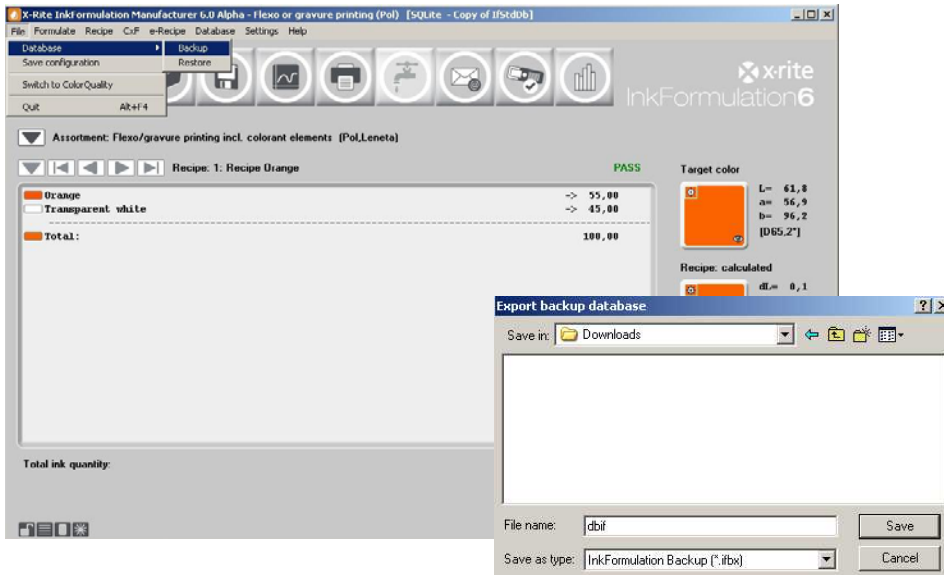 X-Rite InkFormulation Manufacturer 6.0 Alpha - Flexo or gravure printing (Pol) [SQLite - Copy of IfStdDb]
File Formulate Recipe CxF e-Recipe Database Settings Help
Database Backup
Save configuration Restore
Switch to ColorQuality
Quit Alt+F4
x·rite
InkFormulation6
Assortment: Flexo/gravure printing incl. colorant elements (Pol,Leneta)
Recipe: 1: Recipe Orange PASS Target color
Orange -> 55,00 L= 61,8
Transparent white -> 45,00 a= 56,9
b= 96,2
Total: 100,00 [D65,2°]
Recipe: calculated
dL= 0,1
Export backup database
Save in: Downloads
Total ink quantity:
File name: dbif Save
Save as type: InkFormulation Backup (*.ifbx) Cancel